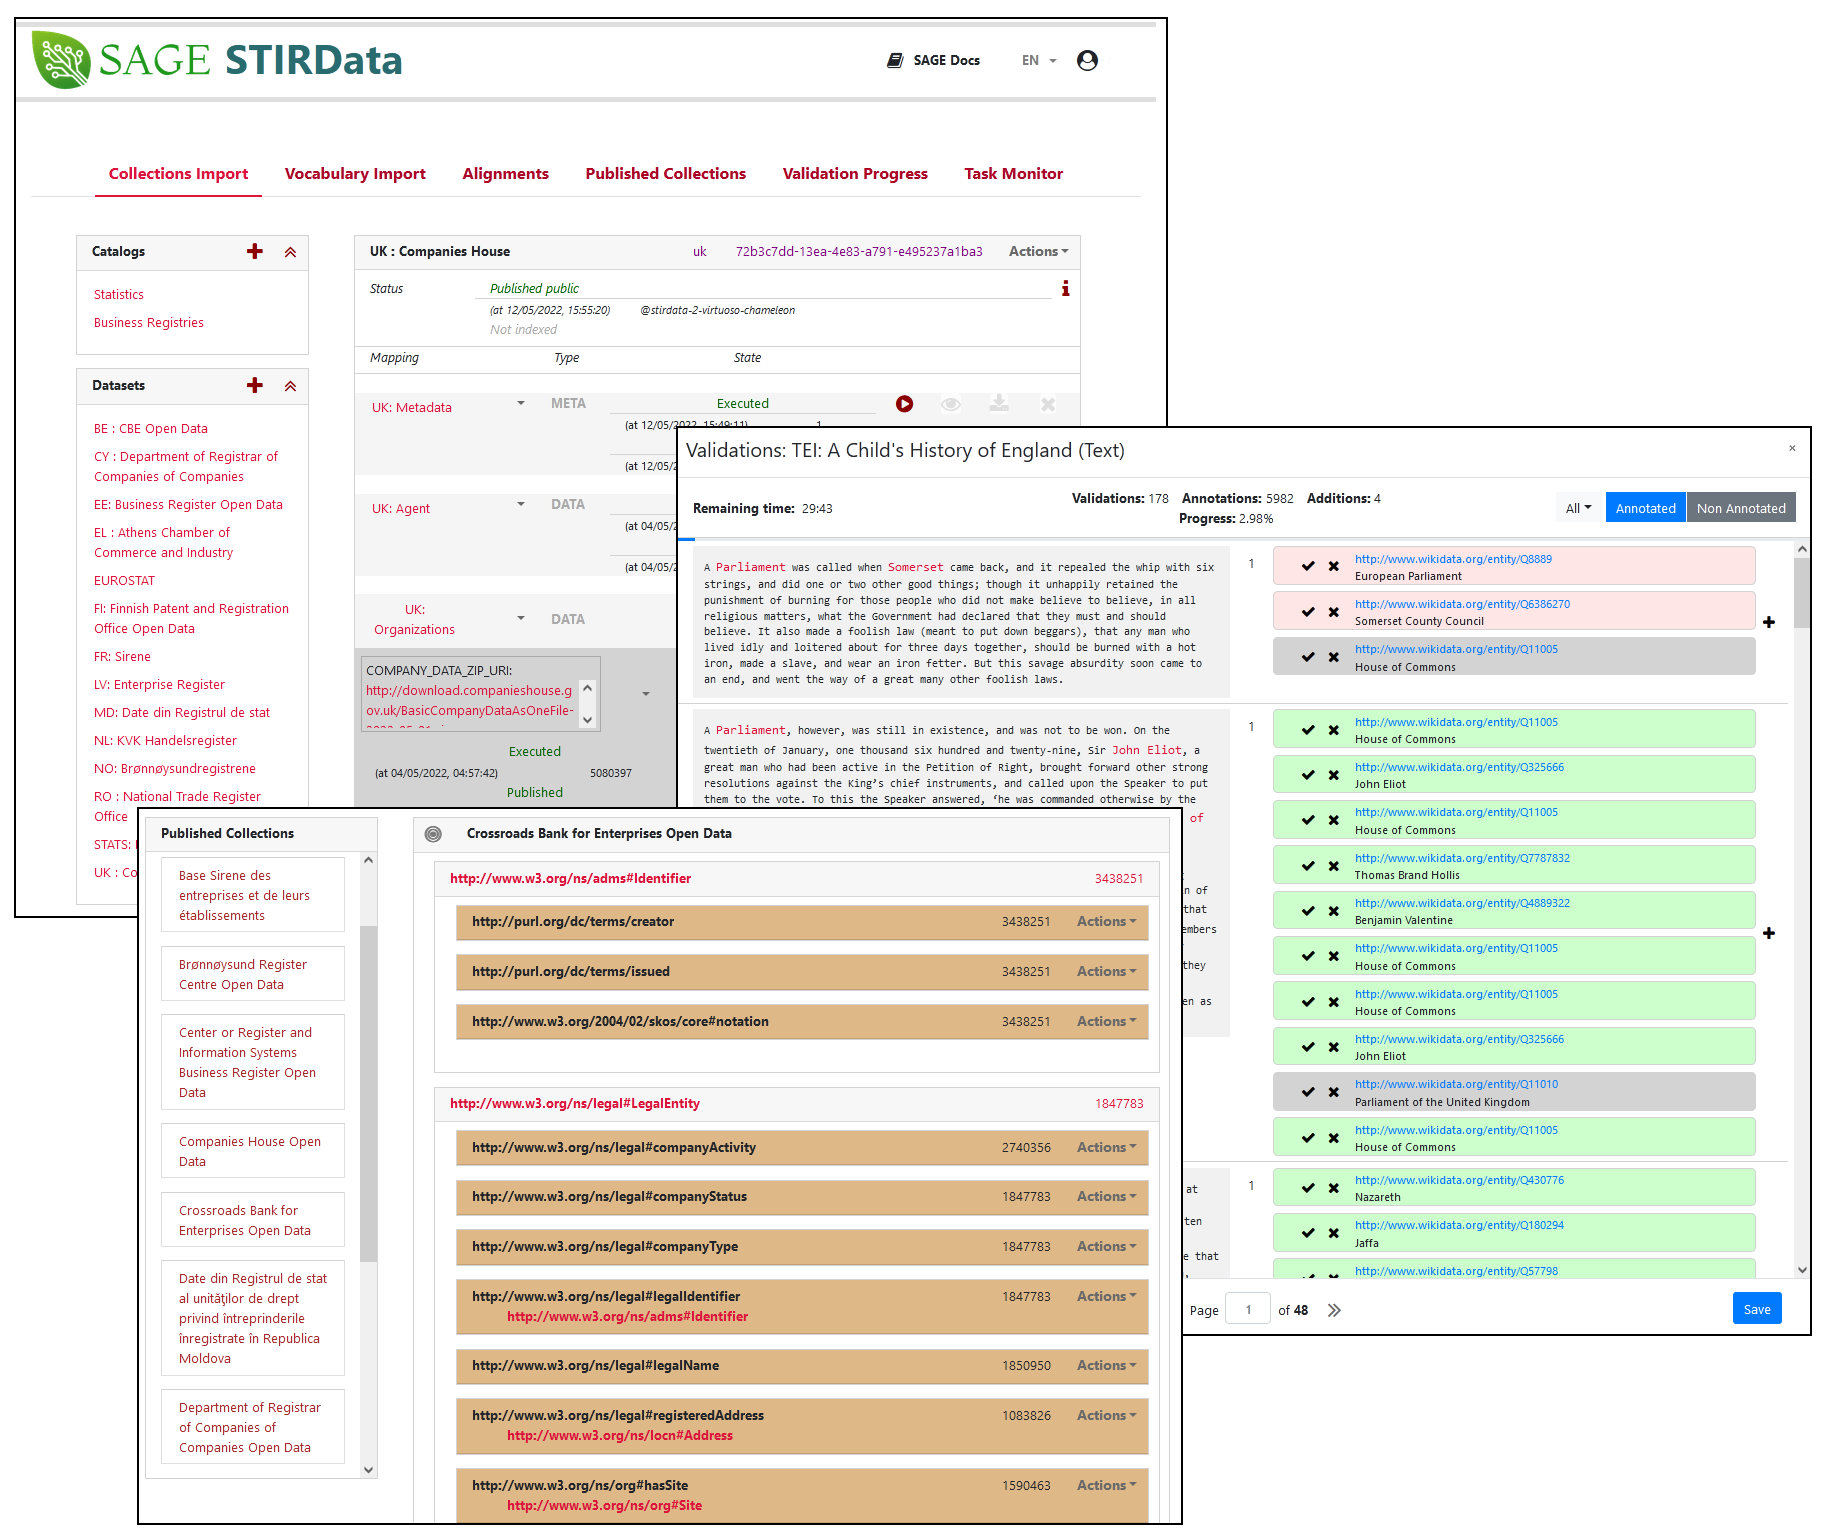 SAGE STIRData
SAGE Docs EN
Collections Import Vocabulary Import Alignments Published Collections Validation Progress Task Monitor
Catalogs
Statistics
Business Registries
Datasets
BE : CBE Open Data
CY : Department of Registrar of
Companies of Companies
EE: Business Register Open Data
EL : Athens Chamber of
Commerce and Industry
EUROSTAT
FI: Finnish Patent and Registration
Office Open Data
FR: Sirene
LV: Enterprise Register
MD: Date din Registrul de stat
NL: KVK Handelsregister
NO: Brønnøysundregistrene
RO : National Trade Register
Office
STATS:
UK : Co
UK : Companies House uk 72b3c7dd-13ea-4e83-a791-e495237a1ba3 Actions
Status Published public
(at 12/05/2022, 15:55:20) @stirdata-2-virtuoso-chameleon
Not indexed
Mapping Type State
UK: Metadata META Executed
(at 12/05/2022, 15:49:11) 1
(at 12/05/
UK: Agent DATA
(at 04/05/
(at 04/05/
UK:
Organizations DATA
COMPANY_DATA_ZIP_URI:
http://download.companieshouse.g
ov.uk/BasicCompanyDataAsOneFile-
Executed
(at 04/05/2022, 04:57:42) 5080397
Published
Validations: TEI: A Child's History of England (Text) ×
Remaining time: 29:43
Validations: 178 Annotations: 5982 Additions: 4
Progress: 2.98%
All Annotated Non Annotated
A Parliament was called when Somerset came back, and it repealed the whip with six
strings, and did one or two other good things; though it unhappily retained the
punishment of burning for those people who did not make believe to believe, in all
religious matters, what the Government had declared that they must and should
believe. It also made a foolish law (meant to put down beggars), that any man who
lived idly and loitered about for three days together, should be burned with a hot
iron, made a slave, and wear an iron fetter. But this savage absurdity soon came to
an end, and went the way of a great many other foolish laws.
1
http://www.wikidata.org/entity/Q8889
European Parliament
http://www.wikidata.org/entity/Q6386270
Somerset County Council
http://www.wikidata.org/entity/Q11005
House of Commons
A Parliament, however, was still in existence, and was not to be won. On the
twentieth of January, one thousand six hundred and twenty-nine, Sir John Eliot, a
great man who had been active in the Petition of Right, brought forward other strong
resolutions against the King’s chief instruments, and called upon the Speaker to put
them to the vote. To this the Speaker answered, ‘he was commanded otherwise by the
of
n of
that
embers
they
en as
1
http://www.wikidata.org/entity/Q11005
House of Commons
http://www.wikidata.org/entity/Q325666
John Eliot
http://www.wikidata.org/entity/Q11005
House of Commons
http://www.wikidata.org/entity/Q7787832
Thomas Brand Hollis
http://www.wikidata.org/entity/Q4889322
Benjamin Valentine
http://www.wikidata.org/entity/Q11005
House of Commons
http://www.wikidata.org/entity/Q11005
House of Commons
http://www.wikidata.org/entity/Q325666
John Eliot
http://www.wikidata.org/entity/Q11010
Parliament of the United Kingdom
http://www.wikidata.org/entity/Q11005
House of Commons
at
ten
e that
1
http://www.wikidata.org/entity/Q430776
Nazareth
http://www.wikidata.org/entity/Q180294
Jaffa
http://www.wikidata.org/entity/Q57798
Page 1 of 48 Save
Published Collections
Base Sirene des
entreprises et de leurs
établissements
Brønnøysund Register
Centre Open Data
Center or Register and
Information Systems
Business Register Open
Data
Companies House Open
Data
Crossroads Bank for
Enterprises Open Data
Date din Registrul de stat
al unităţilor de drept
privind întreprinderile
înregistrate în Republica
Moldova
Department of Registrar
of Companies of
Companies Open Data
Crossroads Bank for Enterprises Open Data
http://www.w3.org/ns/adms#Identifier 3438251
http://purl.org/dc/terms/creator 3438251 Actions
http://purl.org/dc/terms/issued 3438251 Actions
http://www.w3.org/2004/02/skos/core#notation 3438251 Actions
http://www.w3.org/ns/legal#LegalEntity 1847783
http://www.w3.org/ns/legal#companyActivity 2740356 Actions
http://www.w3.org/ns/legal#companyStatus 1847783 Actions
http://www.w3.org/ns/legal#companyType 1847783 Actions
http://www.w3.org/ns/legal#legalIdentifier 1847783 Actions
http://www.w3.org/ns/adms#Identifier
http://www.w3.org/ns/legal#legalName 1850950 Actions
http://www.w3.org/ns/legal#registeredAddress 1083826 Actions
http://www.w3.org/ns/locn#Address
http://www.w3.org/ns/org#hasSite 1590463 Actions
http://www.w3.org/ns/org#Site